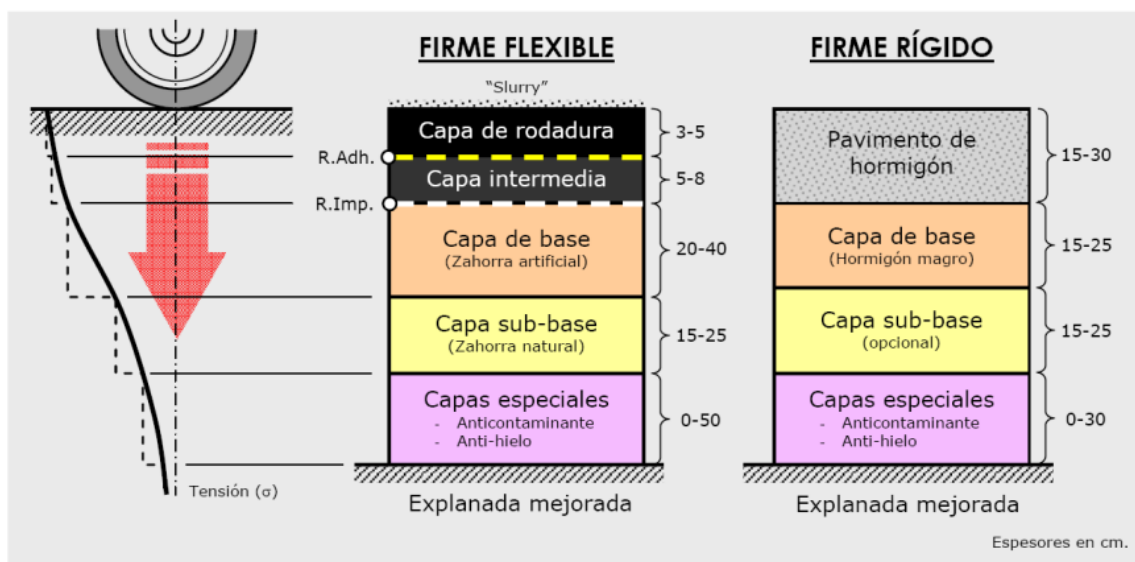 FIRME FLEXIBLE
"Slurry"
Capa de rodadura
3-5
R.Adh.
Capa intermedia
5-8
R.Imp.
Capa de base
(Zahorra artificial)
20-40
Capa sub-base
(Zahorra natural)
15-25
Capas especiales
- Anticontaminante
- Anti-hielo
0-50
Tensión (σ)
Explanada mejorada
FIRME RÍGIDO
Pavimento de
hormigón
15-30
Capa de base
(Hormigón magro)
15-25
Capa sub-base
(opcional)
15-25
Capas especiales
- Anticontaminante
- Anti-hielo
0-30
Explanada mejorada
Espesores en cm.